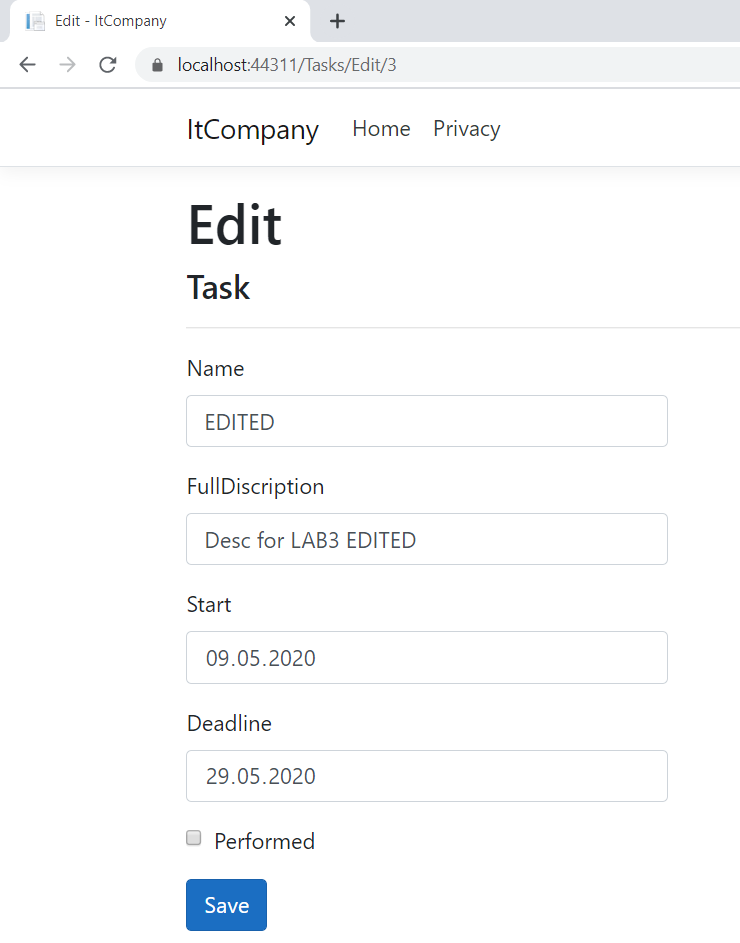 Edit - ItCompany
localhost:44311/Tasks/Edit/3
ItCompany Home Privacy
Edit
Task
Name
EDITED
FullDiscription
Desc for LAB3 EDITED
Start
09.05.2020
Deadline
29.05.2020
Performed
Save